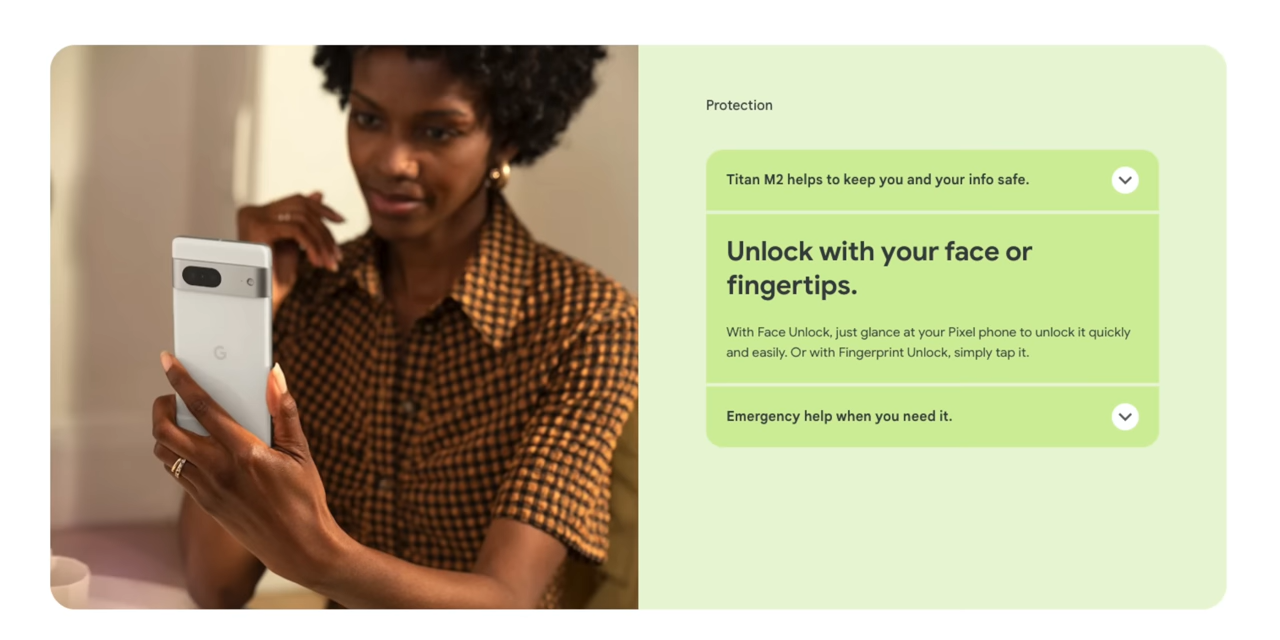 Protection
Titan M2 helps to keep you and your info safe.
Unlock with your face or
fingertips.
With Face Unlock, just glance at your Pixel phone to unlock it quickly
and easily. Or with Fingerprint Unlock, simply tap it.
Emergency help when you need it.
G